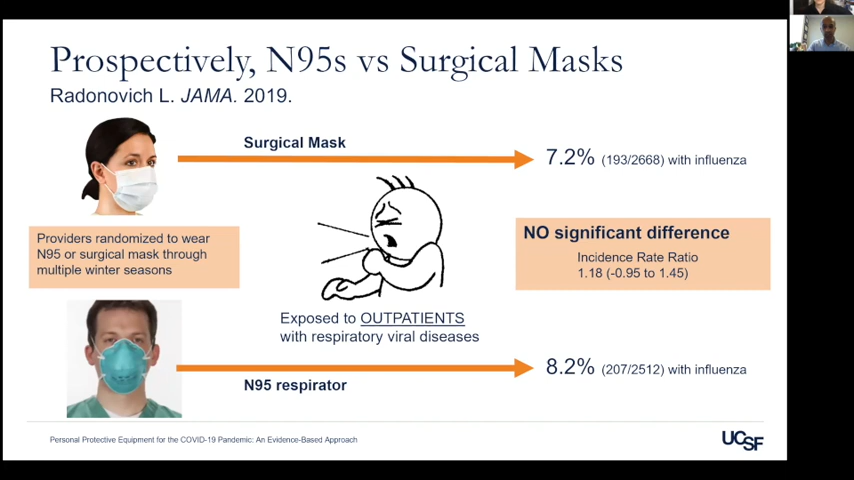 Prospectively, N95s vs Surgical Masks
Radonovich L. JAMA. 2019.
Surgical Mask
7.2% (193/2668) with influenza
Providers randomized to wear
N95 or surgical mask through
multiple winter seasons
NO significant difference
Incidence Rate Ratio
1.18 (-0.95 to 1.45)
Exposed to OUTPATIENTS
with respiratory viral diseases
8.2% (207/2512) with influenza
N95 respirator
Personal Protective Equipment for the COVID-19 Pandemic: An Evidence-Based Approach
UCSF